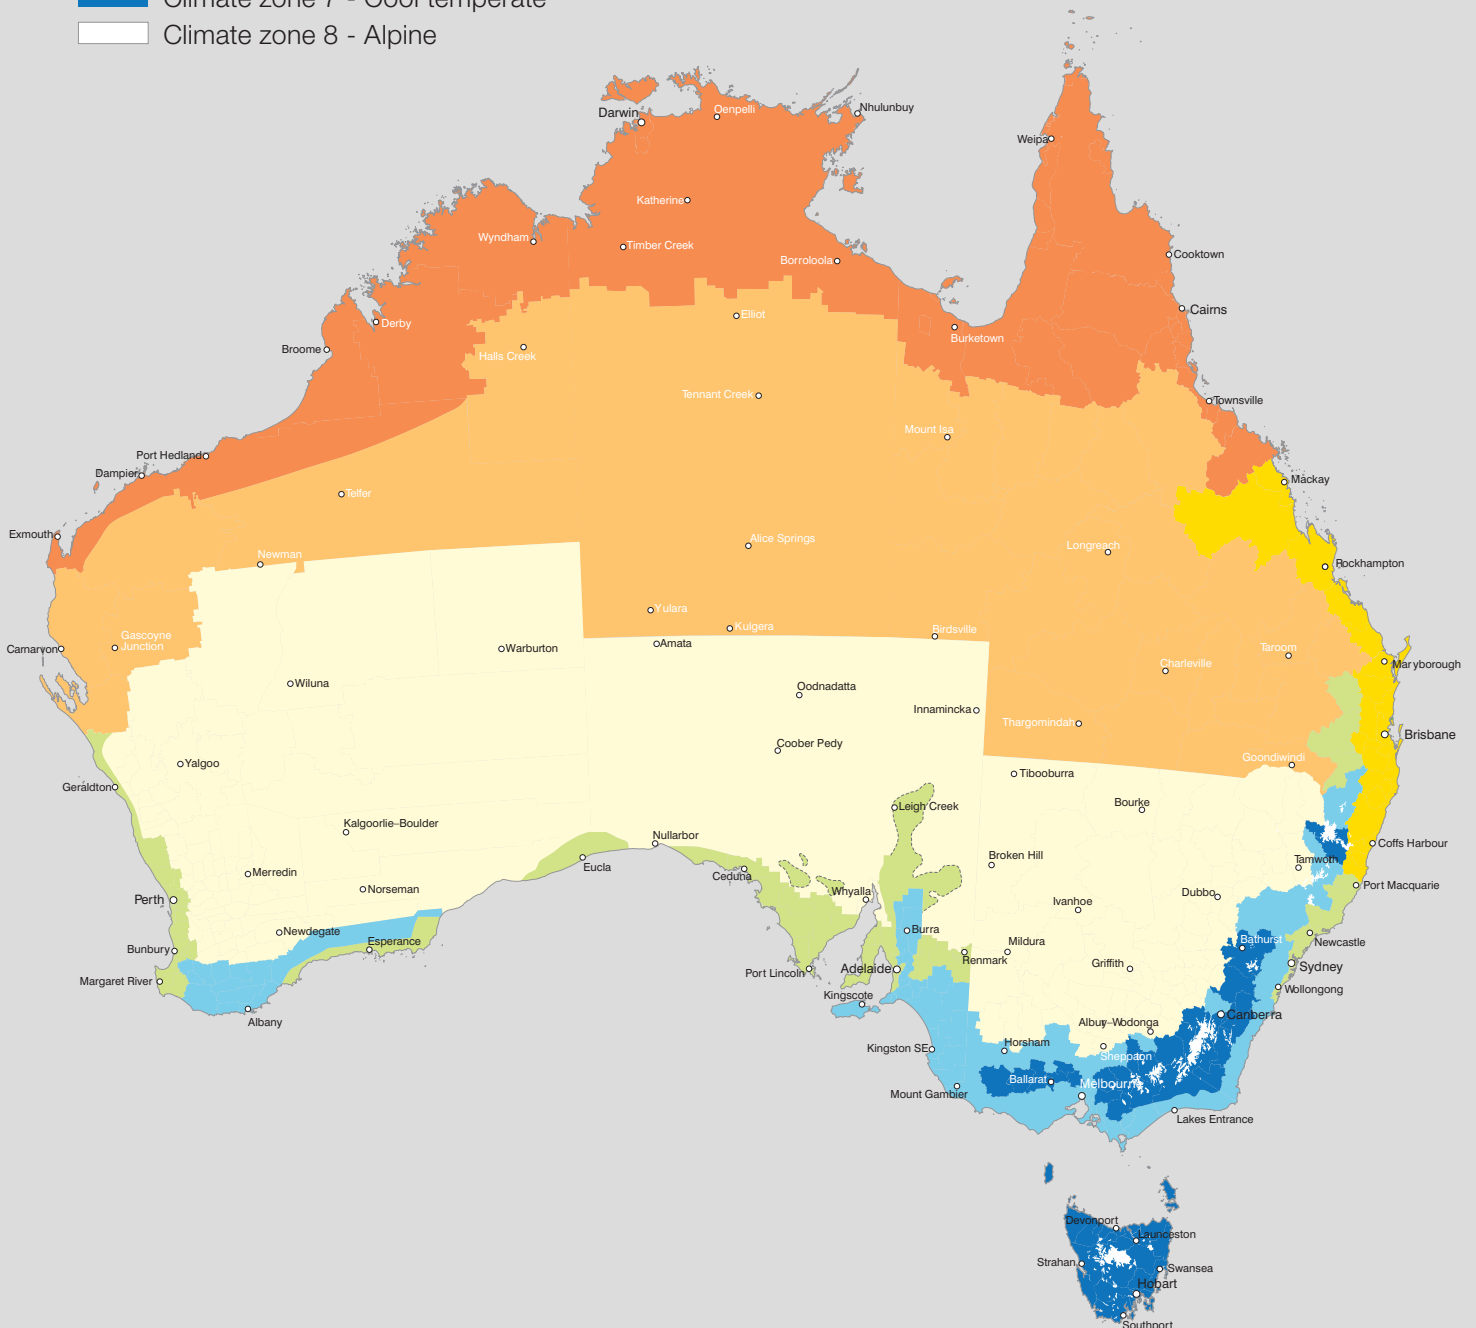 Climate zone 7 - Cool temperate
Climate zone 8 - Alpine
Darwin
Oenpelli
Nhulunbuy
Weipa
Katherine
Wyndham
Timber Creek
Borroloola
Cooktown
Cairns
Elliot
Derby
Burketown
Broome
Halls Creek
Tennant Creek
Townsville
Mount Isa
Port Hedland
Dampier
Mackay
Telfer
Exmouth
Alice Springs
Longreach
Newman
Rockhampton
Yulara
Kulgera
Birdsville
Gascoyne
Junction
Carnarvon
Warburton
Amata
Taroom
Charleville
Maryborough
Wiluna
Oodnadatta
Innamincka
Thargomindah
Brisbane
Coober Pedy
Goondiwindi
Yalgoo
Tibooburra
Geraldton
Leigh Creek
Bourke
Kalgoorlie–Boulder
Nullarbor
Coffs Harbour
Broken Hill
Tamworth
Eucla
Ceduna
Merredin
Norseman
Whyalla
Port Macquarie
Perth
Ivanhoe
Dubbo
Newdegate
Burra
Bathurst
Esperance
Mildura
Newcastle
Bunbury
Renmark
Griffith
Sydney
Port Lincoln
Adelaide
Margaret River
Kingscote
Wollongong
Albany
Canberra
Albury–Wodonga
Kingston SE
Horsham
Shepparton
Ballarat
Melbourne
Mount Gambier
Lakes Entrance
Devonport
Launceston
Strahan
Swansea
Hobart
Southport